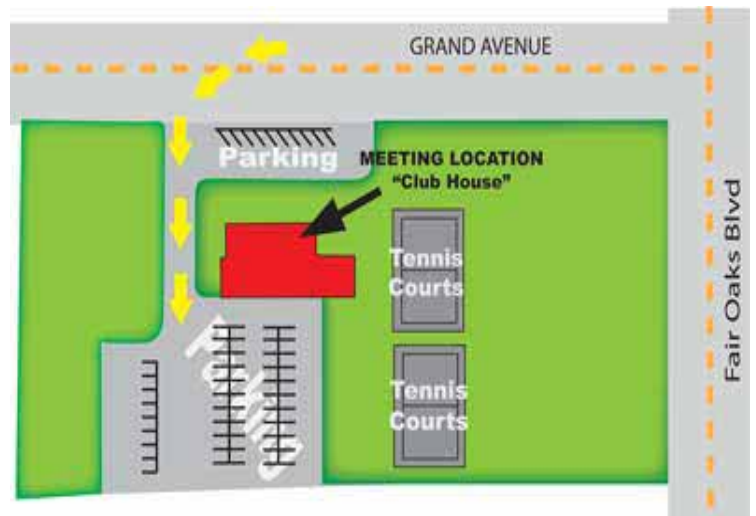 GRAND AVENUE
Parking
MEETING LOCATION
"Club House"
Tennis
Courts
Parking
Tennis
Courts
Fair Oaks Blvd